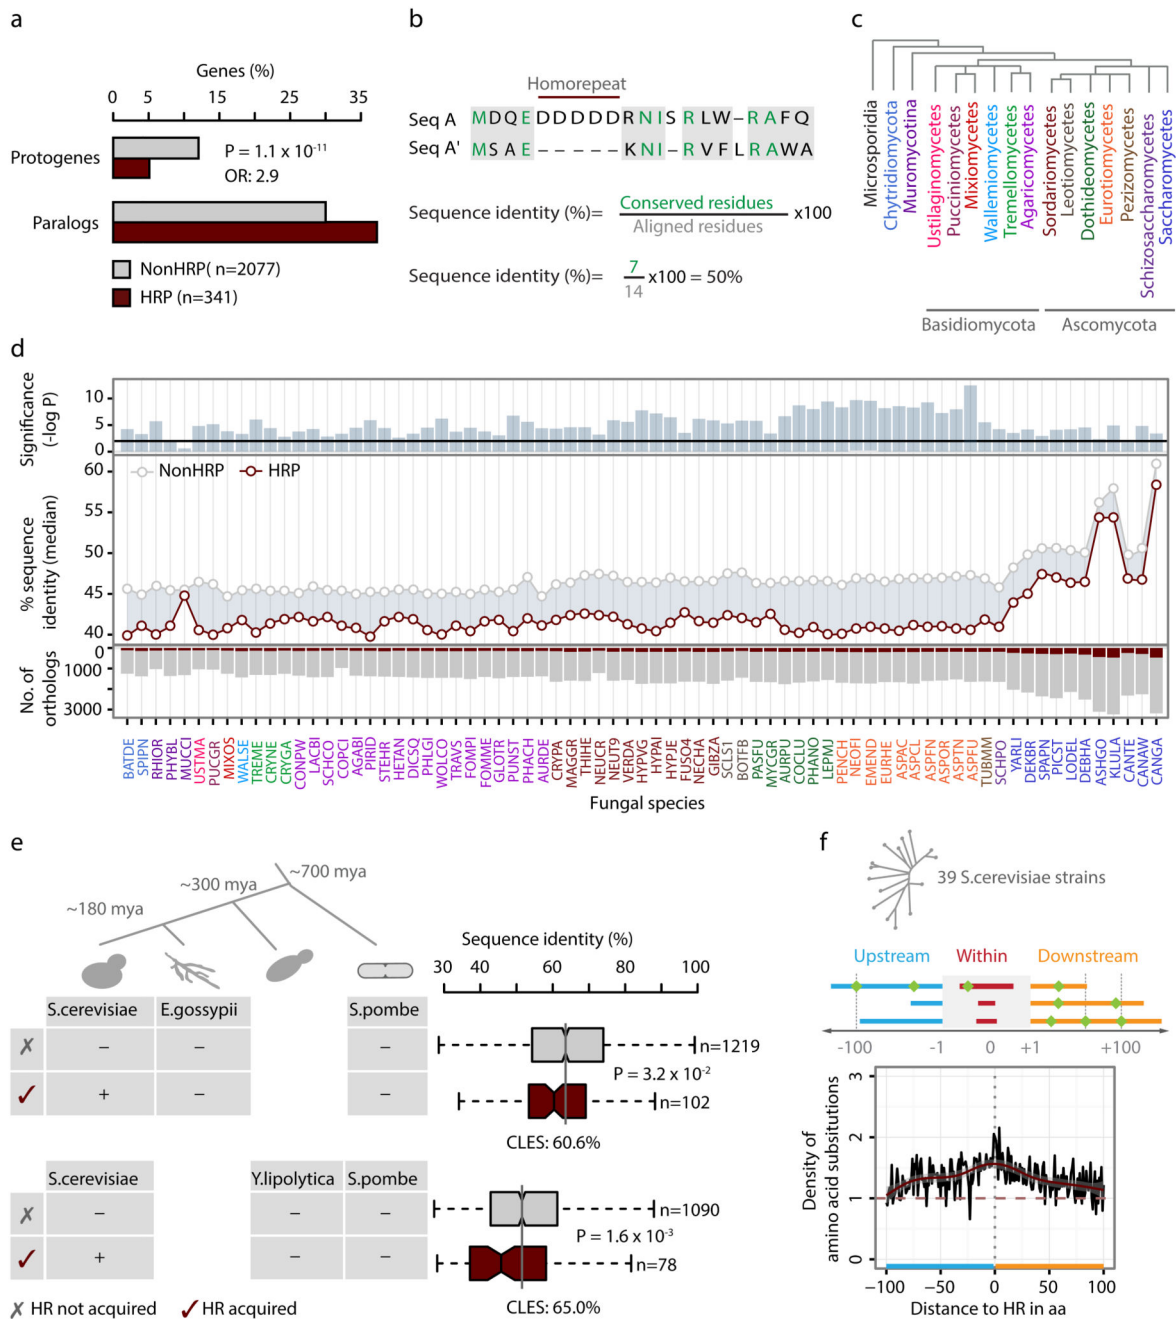 a
Genes (%)
0 5 15 25 35
Protogenes
P = 1.1 x 10-11
OR: 2.9
Paralogs
NonHRP( n=2077)
HRP (n=341)
b
Homorepeat
Seq A MDQEDDDDDRNISRLW–RAFQ
Seq A' MSAE-----KNI–RVFLRAWA
Sequence identity (%)= Conserved residues x100
Aligned residues
Sequence identity (%)= 7 x100 = 50%
14
c
Microsporidia
Chytridiomycota
Muromycotina
Ustilaginomycetes
Pucciniomycetes
Mixiomycetes
Wallemiomycetes
Tremellomycetes
Agaricomycetes
Sordariomycetes
Leotiomycetes
Dothideomycetes
Eurotiomycetes
Pezizomycetes
Schizosacharomycetes
Saccharomycetes
Basidiomycota
Ascomycota
d
Significance
(-log P)
10
5
0
NonHRP HRP
% sequence
identity (median)
60
55
50
45
40
No. of
orthologs
0
1000
3000
BATDE
SPIPN
RHIOR
PHYBL
MUCCI
USTMA
PUCGR
MIXOS
WALSE
TREME
CRYNE
CRYGA
CONPW
LACBI
SCHCO
COPCI
AGABI
PIRID
STEHR
HETAN
DICSQ
PHLGI
WOLCO
TRAVS
FOMPI
FOMME
GLOTR
PUNST
PHACH
AURDE
CRYPA
MAGGR
THIHE
NEUCR
NEUT9
VERDA
HYPVG
HYPAI
HYPJE
FUSO4
NECHA
GIBZA
SCLS1
BOTFB
PASFU
MYCGR
AURPU
COCLU
PHANO
LEPMJ
PENCH
NEOFI
EMEND
EURHE
ASPAC
ASPCL
ASPFN
ASPOR
ASPTN
ASPFU
TUBMM
SCHPO
YARLI
DEKBR
SPAPN
PICST
LODEL
DEBHA
ASHGO
KLULA
CANTE
CANAW
CANGA
Fungal species
e
~700 mya
~300 mya
~180 mya
Sequence identity (%)
30 40 60 80 100
S.cerevisiae E.gossypii S.pombe
✗ – – –
✓ + – –
n=1219
P = 3.2 x 10-2
n=102
CLES: 60.6%
S.cerevisiae Y.lipolytica S.pombe
✗ – – –
✓ + – –
n=1090
P = 1.6 x 10-3
n=78
CLES: 65.0%
✗ HR not acquired ✓ HR acquired
f
39 S.cerevisiae strains
Upstream Within Downstream
-100 -1 0 +1 +100
Density of
amino acid subsitutions
3
2
1
0
−100 −50 0 50 100
Distance to HR in aa